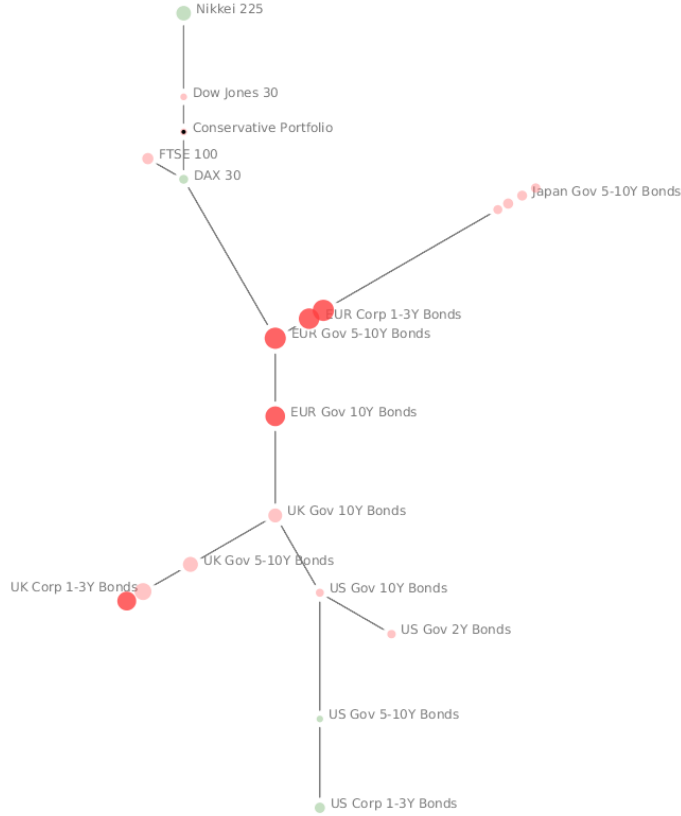 Nikkei 225
Dow Jones 30
Conservative Portfolio
FTSE 100
DAX 30
Japan Gov 5-10Y Bonds
EUR Corp 1-3Y Bonds
EUR Gov 5-10Y Bonds
EUR Gov 10Y Bonds
UK Gov 10Y Bonds
UK Gov 5-10Y Bonds
UK Corp 1-3Y Bonds
US Gov 10Y Bonds
US Gov 2Y Bonds
US Gov 5-10Y Bonds
US Corp 1-3Y Bonds